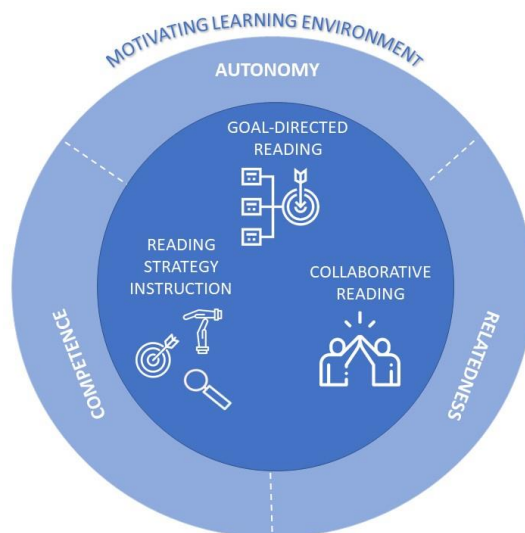 MOTIVATING LEARNING ENVIRONMENT
AUTONOMY
GOAL-DIRECTED
READING
READING
STRATEGY
INSTRUCTION
COLLABORATIVE
READING
COMPETENCE
RELATEDNESS